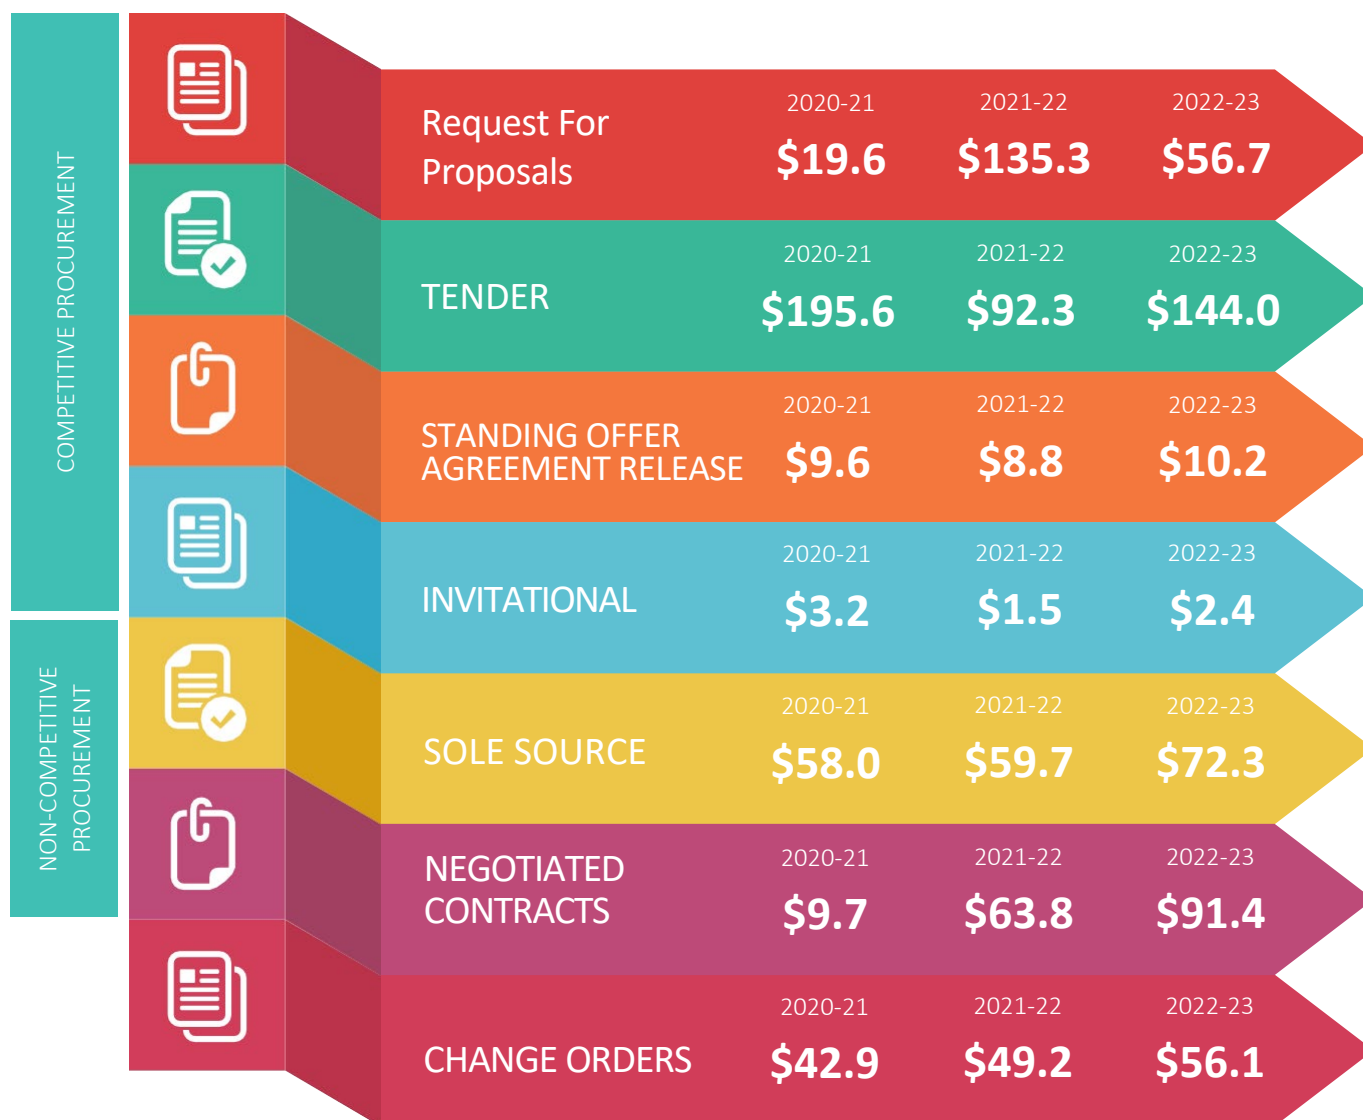 COMPETITIVE PROCUREMENT
Request For
Proposals
2020-21 2021-22 2022-23
$19.6 $135.3 $56.7
TENDER
2020-21 2021-22 2022-23
$195.6 $92.3 $144.0
STANDING OFFER
AGREEMENT RELEASE
2020-21 2021-22 2022-23
$9.6 $8.8 $10.2
INVITATIONAL
2020-21 2021-22 2022-23
$3.2 $1.5 $2.4
NON-COMPETITIVE
PROCUREMENT
SOLE SOURCE
2020-21 2021-22 2022-23
$58.0 $59.7 $72.3
NEGOTIATED
CONTRACTS
2020-21 2021-22 2022-23
$9.7 $63.8 $91.4
CHANGE ORDERS
2020-21 2021-22 2022-23
$42.9 $49.2 $56.1